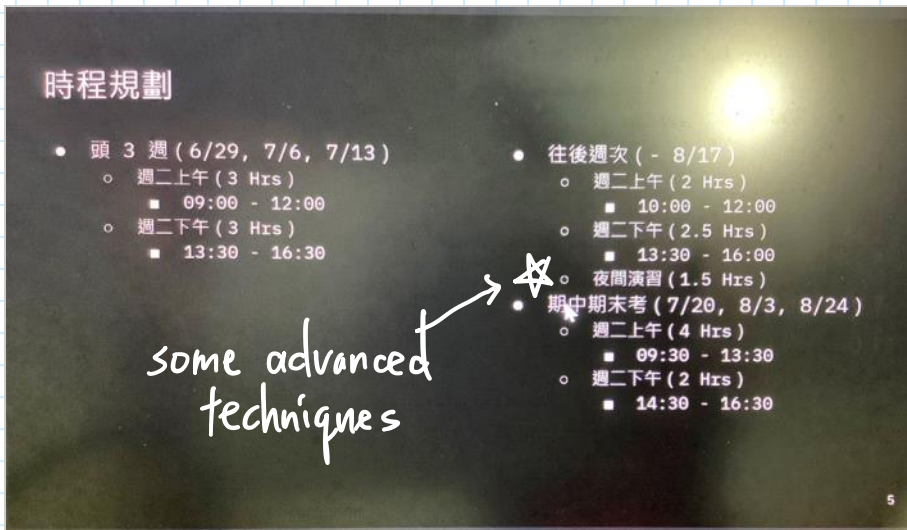 時程規劃
● 頭 3 週 (6/29, 7/6, 7/13)
○ 週二上午 (3 Hrs)
■ 09:00 - 12:00
○ 週二下午 (3 Hrs)
■ 13:30 - 16:30
● 往後週次 (- 8/17)
○ 週二上午 (2 Hrs)
■ 10:00 - 12:00
○ 週二下午 (2.5 Hrs)
■ 13:30 - 16:00
○ 夜間演習 (1.5 Hrs)
● 期中期末考 (7/20, 8/3, 8/24)
○ 週二上午 (4 Hrs)
■ 09:30 - 13:30
○ 週二下午 (2 Hrs)
■ 14:30 - 16:30
some advanced
techniques
5